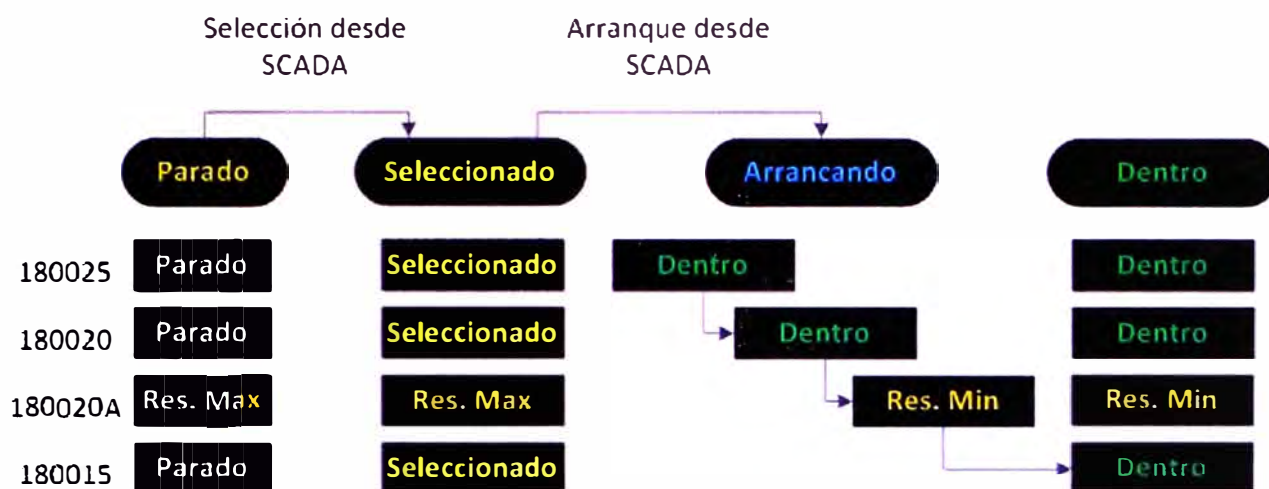 Selección desde
SCADA
Arranque desde
SCADA
Parado
Seleccionado
Arrancando
Dentro
180025
Parado
Seleccionado
Dentro
Dentro
180020
Parado
Seleccionado
Dentro
Dentro
180020A
Res. Max
Res. Max
Res. Min
Res. Min
180015
Parado
Seleccionado
Dentro